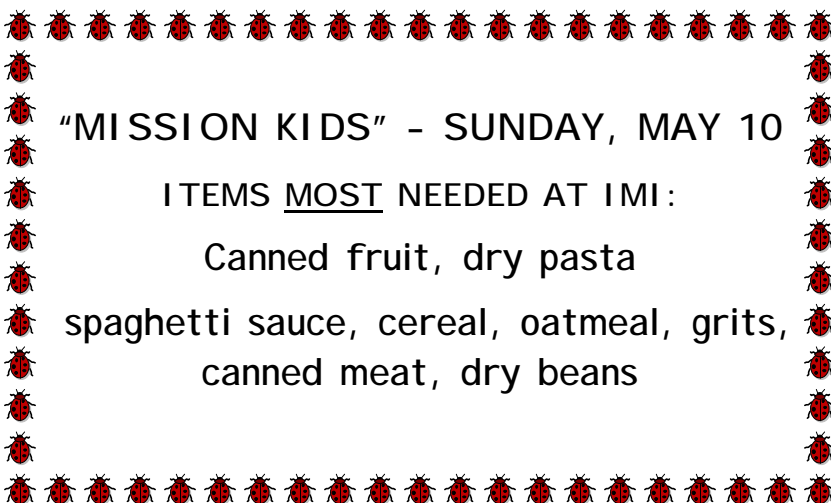 “MISSION KIDS” – SUNDAY, MAY 10
ITEMS MOST NEEDED AT IMI:
Canned fruit, dry pasta
spaghetti sauce, cereal, oatmeal, grits,
canned meat, dry beans